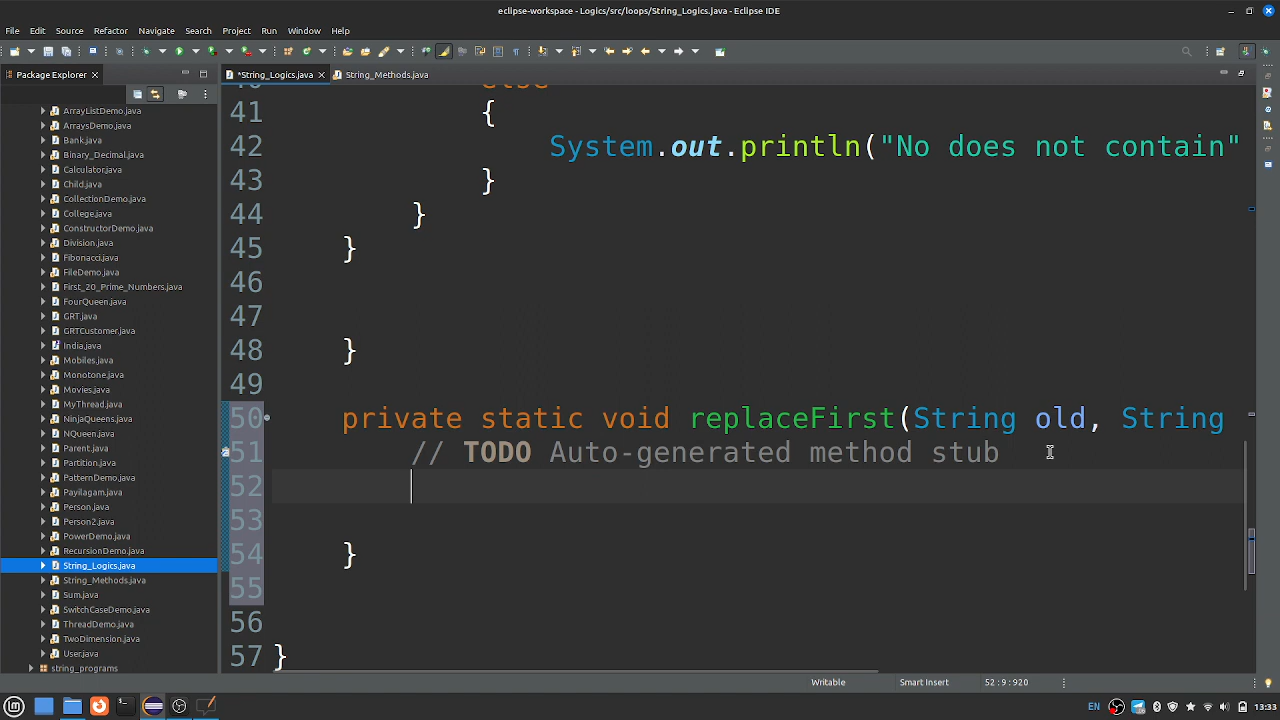 eclipse-workspace - Logics/src/loops/String_Logics.java - Eclipse IDE
File Edit Source Refactor Navigate Search Project Run Window Help
Package Explorer
*String_Logics.java
String_Methods.java
ArrayListDemo.java
ArraysDemo.java
Bank.java
Binary_Decimal.java
Calculator.java
Child.java
CollectionDemo.java
College.java
ConstructorDemo.java
Division.java
Fibonacci.java
FileDemo.java
First_20_Prime_Numbers.java
FourQueen.java
GRT.java
GRTCustomer.java
India.java
Mobiles.java
Monotone.java
Movies.java
MyThread.java
NinjaQueens.java
NQueen.java
Parent.java
Partition.java
PatternDemo.java
Payilagam.java
Person.java
Person2.java
PowerDemo.java
RecursionDemo.java
String_Logics.java
String_Methods.java
Sum.java
SwitchCaseDemo.java
ThreadDemo.java
TwoDimension.java
User.java
string_programs
40 else
41 {
42 System.out.println("No does not contain"
43 }
44 }
45 }
46
47
48 }
49
50 private static void replaceFirst(String old, String
51 // TODO Auto-generated method stub
52
53
54 }
55
56
57 }
Writable
Smart Insert
52 : 9 : 920
EN
13:33